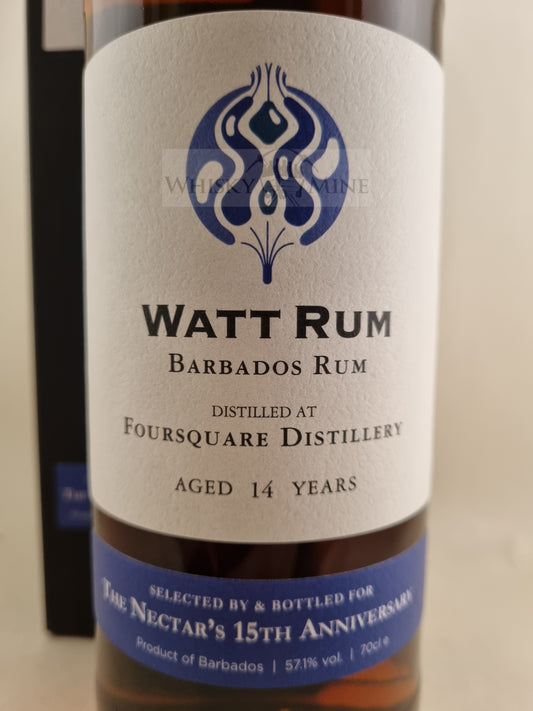 WHISKY MINE
WATT RUM
BARBADOS RUM
DISTILLED AT
FOURSQUARE DISTILLERY
AGED 14 YEARS
SELECTED BY & BOTTLED FOR
THE NECTAR'S 15TH ANNIVERSARY
Product of Barbados | 57.1% vol. | 70cl e